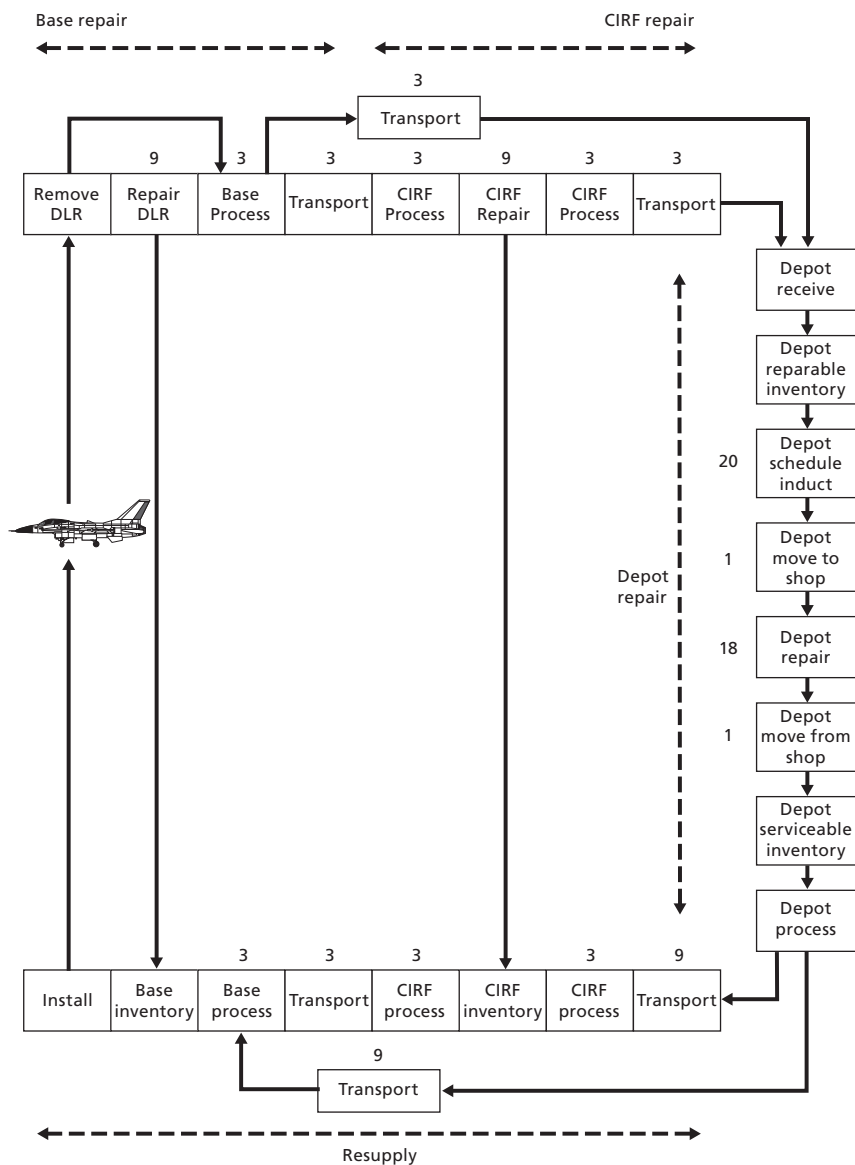 Base repair
CIRF repair
3
Transport
9
3
3
3
9
3
3
Remove
DLR
Repair
DLR
Base
Process
Transport
CIRF
Process
CIRF
Repair
CIRF
Process
Transport
Depot
receive
Depot
reparable
inventory
20
Depot
schedule
induct
1
Depot
move to
shop
Depot
repair
18
Depot
repair
1
Depot
move from
shop
Depot
serviceable
inventory
Depot
process
3
3
3
3
9
Install
Base
inventory
Base
process
Transport
CIRF
process
CIRF
inventory
CIRF
process
Transport
9
Transport
Resupply